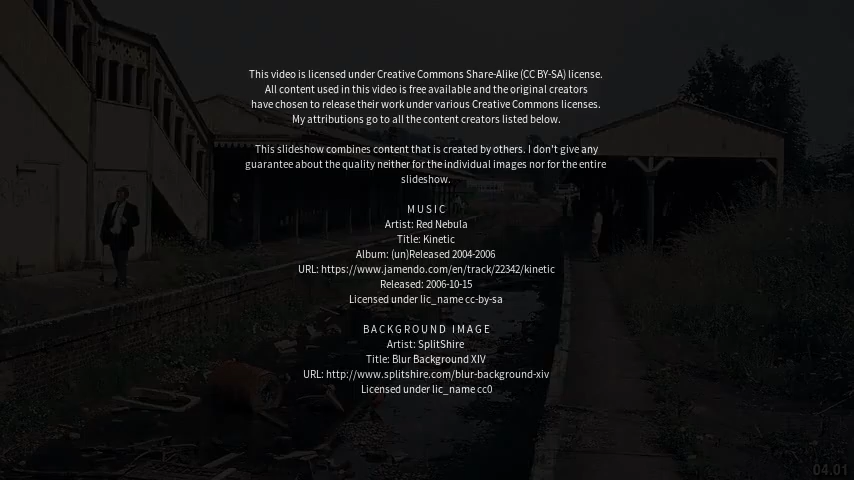 This video is licensed under Creative Commons Share-Alike (CC BY-SA) license.
All content used in this video is free available and the original creators
have chosen to release their work under various Creative Commons licenses.
My attributions go to all the content creators listed below.
This slideshow combines content that is created by others. I don't give any
guarantee about the quality neither for the individual images nor for the entire
slideshow.
MUSIC
Artist: Red Nebula
Title: Kinetic
Album: (un)Released 2004-2006
URL: https://www.jamendo.com/en/track/22342/kinetic
Released: 2006-10-15
Licensed under lic_name cc-by-sa
BACKGROUND IMAGE
Artist: SplitShire
Title: Blur Background XIV
URL: http://www.splitshire.com/blur-background-xiv
Licensed under lic_name cc0
04.01